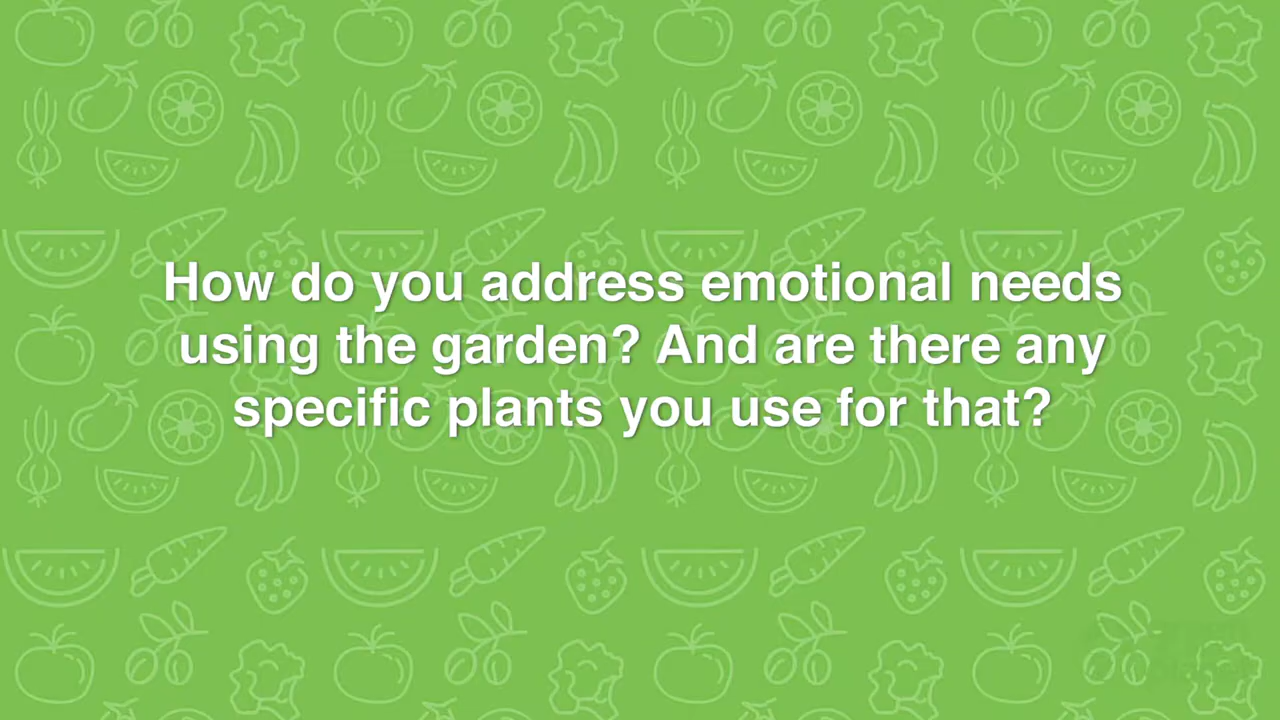 How do you address emotional needs
using the garden? And are there any
specific plants you use for that?